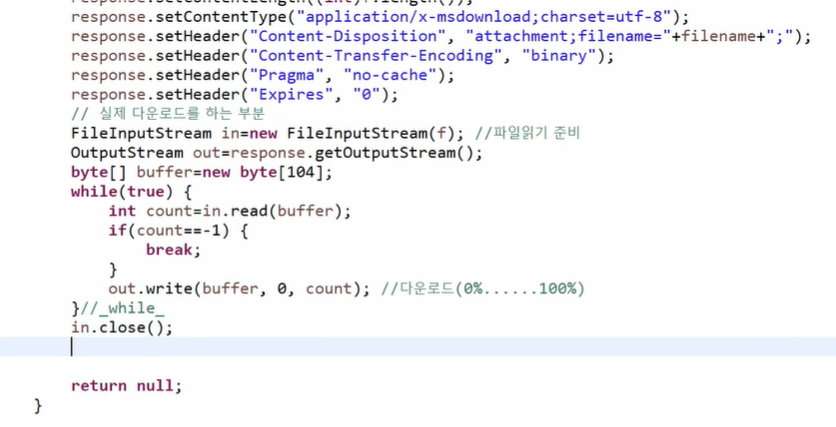 response.setContentLength((int)f.length());
response.setContentType("application/x-msdownload;charset=utf-8");
response.setHeader("Content-Disposition", "attachment;filename="+filename+";");
response.setHeader("Content-Transfer-Encoding", "binary");
response.setHeader("Pragma", "no-cache");
response.setHeader("Expires", "0");
// 실제 다운로드를 하는 부분
FileInputStream in=new FileInputStream(f); //파일읽기 준비
OutputStream out=response.getOutputStream();
byte[] buffer=new byte[104];
while(true) {
int count=in.read(buffer);
if(count==-1) {
break;
}
out.write(buffer, 0, count); //다운로드(0%......100%)
}//_while_
in.close();
return null;
}